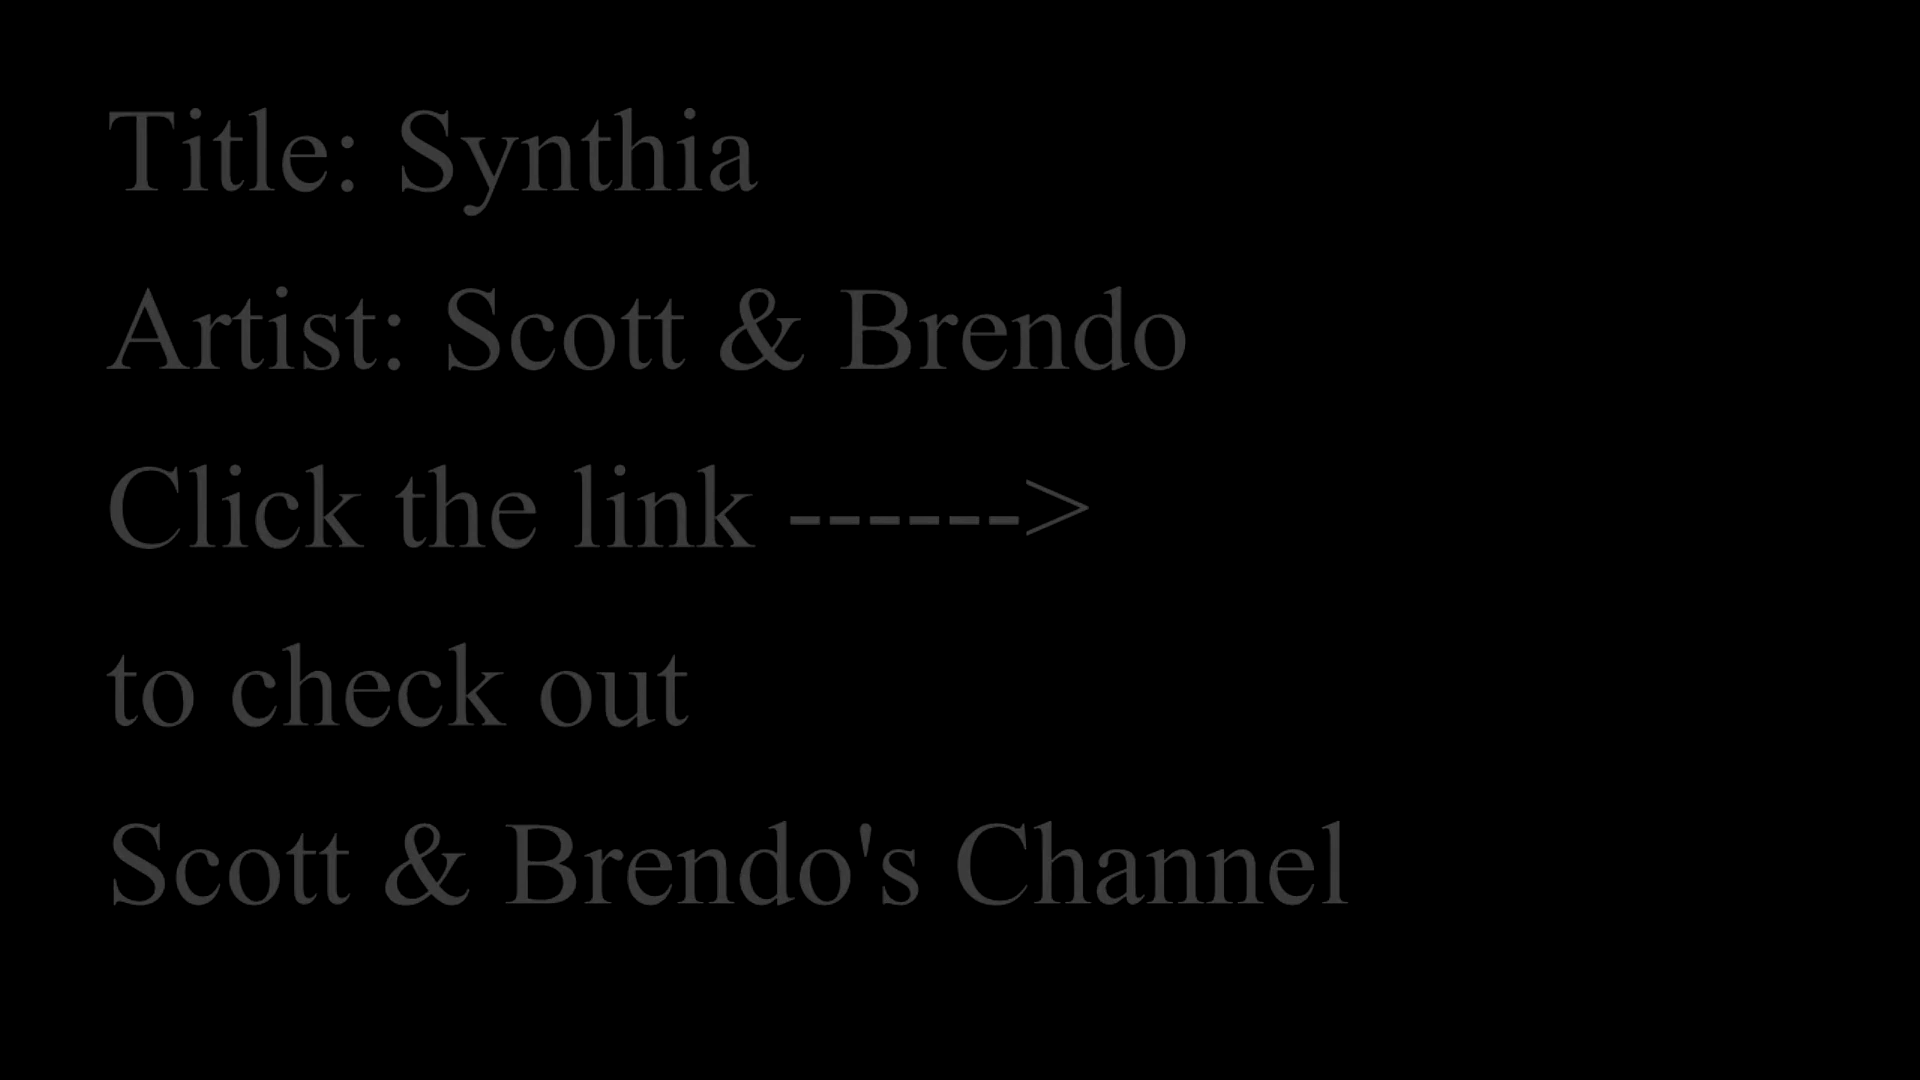 Title: Synthia
Artist: Scott & Brendo
Click the link ------>
to check out
Scott & Brendo's Channel